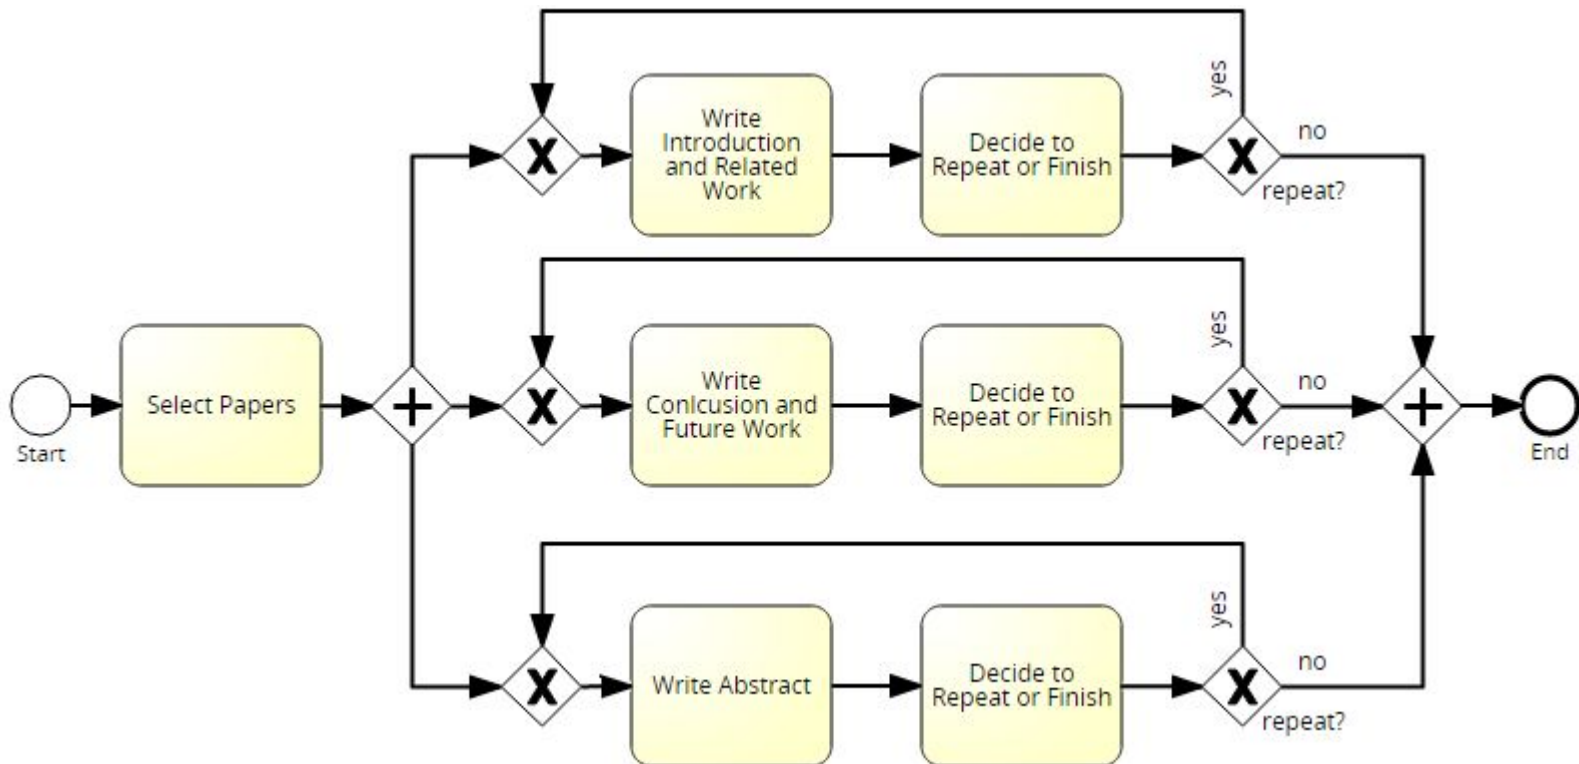 yes
Write
Introduction
and Related
Work
Decide to
Repeat or Finish
no
repeat?
Start
Select Papers
yes
Write
Conlcusion and
Future Work
Decide to
Repeat or Finish
no
repeat?
End
yes
Write Abstract
Decide to
Repeat or Finish
no
repeat?